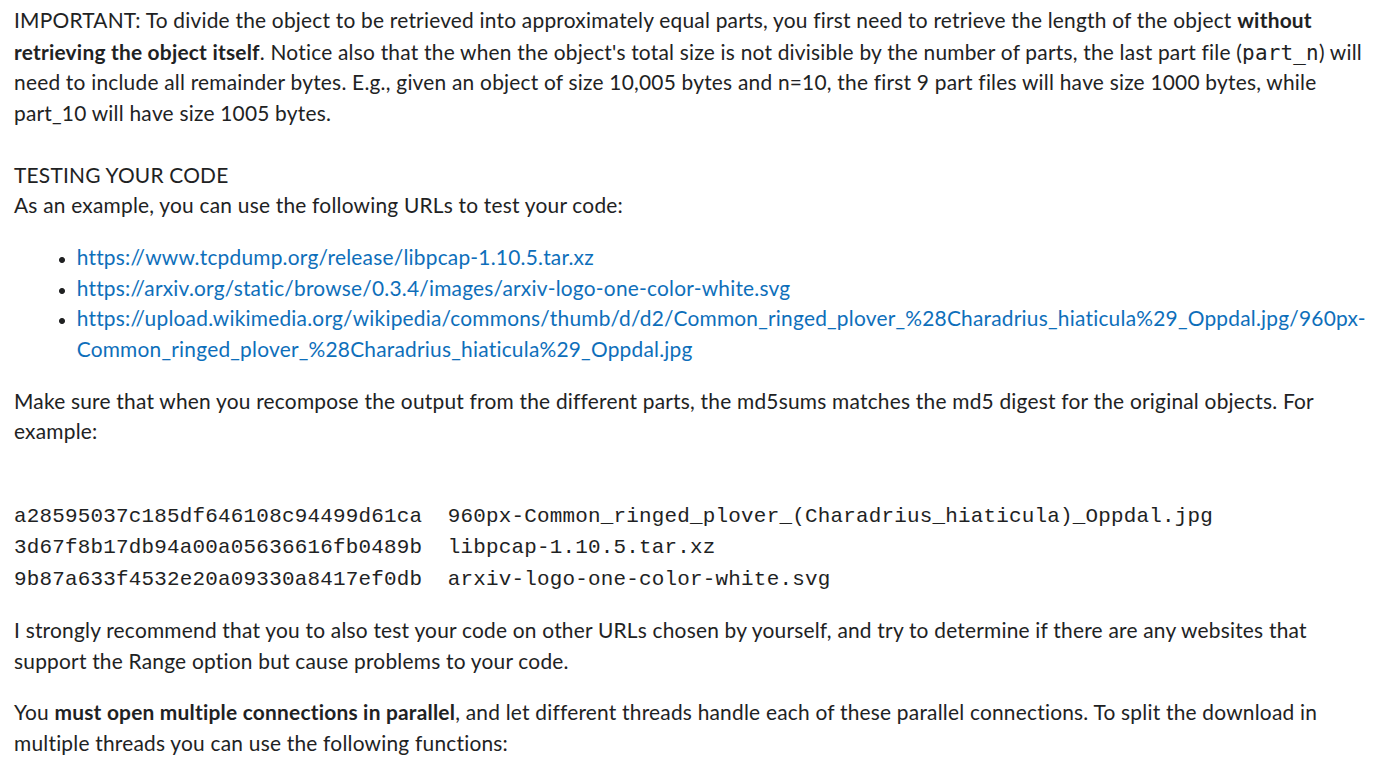 IMPORTANT: To divide the object to be retrieved into approximately equal parts, you first need to retrieve the length of the object without
retrieving the object itself. Notice also that the when the object's total size is not divisible by the number of parts, the last part file (part_n) will
need to include all remainder bytes. E.g., given an object of size 10,005 bytes and n=10, the first 9 part files will have size 1000 bytes, while
part_10 will have size 1005 bytes.
TESTING YOUR CODE
As an example, you can use the following URLs to test your code:
• https://www.tcpdump.org/release/libpcap-1.10.5.tar.xz
• https://arxiv.org/static/browse/0.3.4/images/arxiv-logo-one-color-white.svg
• https://upload.wikimedia.org/wikipedia/commons/thumb/d/d2/Common_ringed_plover_%28Charadrius_hiaticula%29_Oppdal.jpg/960px-
Common_ringed_plover_%28Charadrius_hiaticula%29_Oppdal.jpg
Make sure that when you recompose the output from the different parts, the md5sums matches the md5 digest for the original objects. For
example:
a28595037c185df646108c94499d61ca  960px-Common_ringed_plover_(Charadrius_hiaticula)_Oppdal.jpg
3d67f8b17db94a00a05636616fb0489b  libpcap-1.10.5.tar.xz
9b87a633f4532e20a09330a8417ef0db  arxiv-logo-one-color-white.svg
I strongly recommend that you to also test your code on other URLs chosen by yourself, and try to determine if there are any websites that
support the Range option but cause problems to your code.
You must open multiple connections in parallel, and let different threads handle each of these parallel connections. To split the download in
multiple threads you can use the following functions: